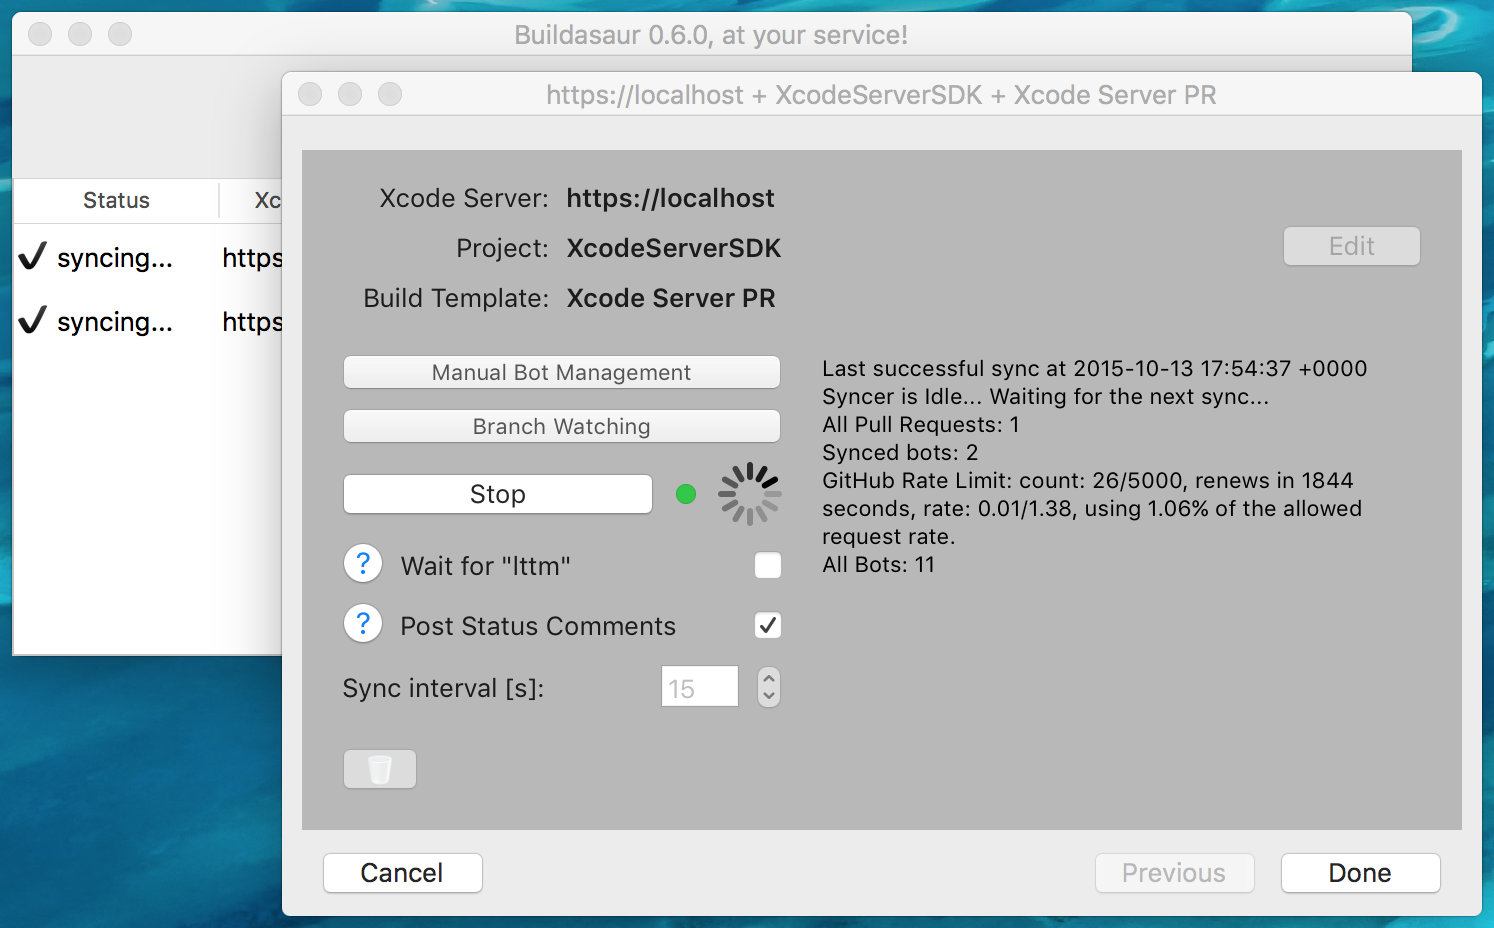 Buildasaur 0.6.0, at your service!
https://localhost + XcodeServerSDK + Xcode Server PR
Status
Xc
syncing...
https
syncing...
https
Xcode Server: https://localhost
Project: XcodeServerSDK
Edit
Build Template: Xcode Server PR
Manual Bot Management
Branch Watching
Stop
? Wait for "lttm"
? Post Status Comments
Sync interval [s]: 15
Last successful sync at 2015-10-13 17:54:37 +0000
Syncer is Idle... Waiting for the next sync...
All Pull Requests: 1
Synced bots: 2
GitHub Rate Limit: count: 26/5000, renews in 1844
seconds, rate: 0.01/1.38, using 1.06% of the allowed
request rate.
All Bots: 11
Cancel
Previous
Done